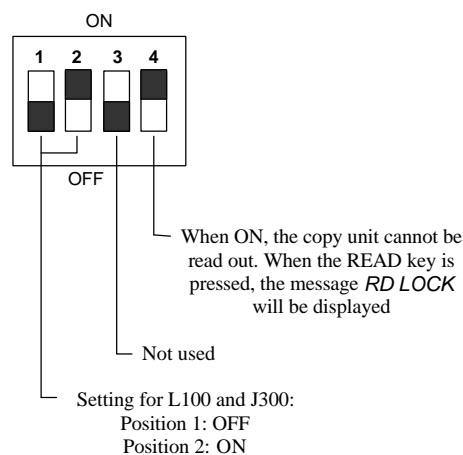 ON
1 2 3 4
OFF
When ON, the copy unit cannot be
read out. When the READ key is
pressed, the message RD LOCK
will be displayed
Not used
Setting for L100 and J300:
Position 1: OFF
Position 2: ON